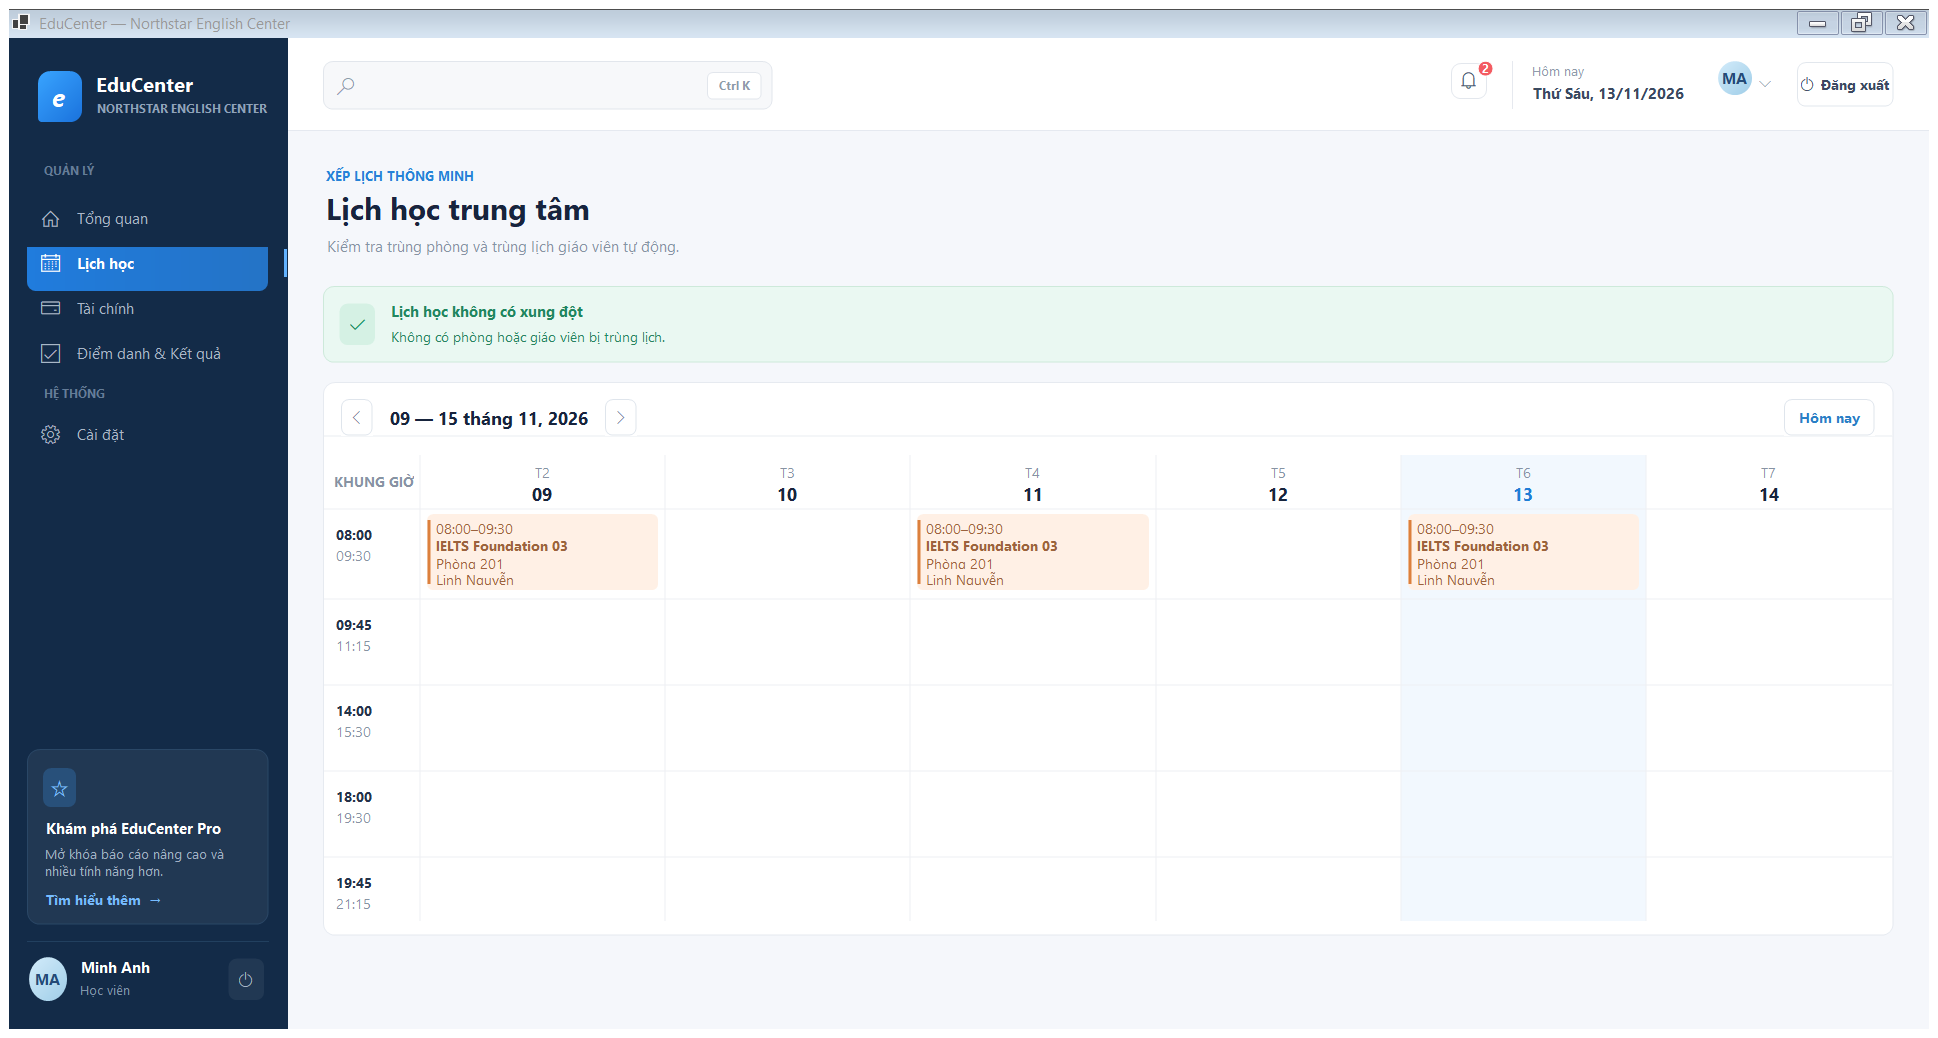 EduCenter — Northstar English Center
e
EduCenter
NORTHSTAR ENGLISH CENTER
QUẢN LÝ
Tổng quan
Lịch học
Tài chính
Điểm danh & Kết quả
HỆ THỐNG
Cài đặt
Khám phá EduCenter Pro
Mở khóa báo cáo nâng cao và
nhiều tính năng hơn.
Tìm hiểu thêm →
MA
Minh Anh
Học viên
Ctrl K
2
Hôm nay
Thứ Sáu, 13/11/2026
MA
Đăng xuất
XẾP LỊCH THÔNG MINH
Lịch học trung tâm
Kiểm tra trùng phòng và trùng lịch giáo viên tự động.
Lịch học không có xung đột
Không có phòng hoặc giáo viên bị trùng lịch.
09 — 15 tháng 11, 2026
Hôm nay
KHUNG GIỜ
T2
09
T3
10
T4
11
T5
12
T6
13
T7
14
08:00
09:30
08:00–09:30
IELTS Foundation 03
Phòng 201
Linh Nguyễn
08:00–09:30
IELTS Foundation 03
Phòng 201
Linh Nguyễn
08:00–09:30
IELTS Foundation 03
Phòng 201
Linh Nguyễn
09:45
11:15
14:00
15:30
18:00
19:30
19:45
21:15